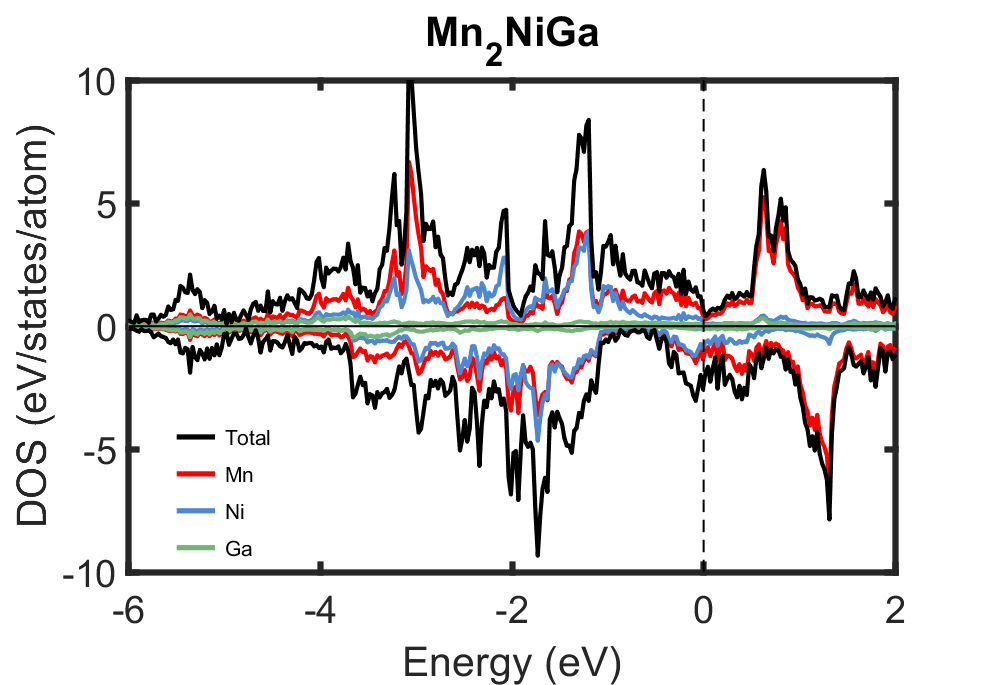 Mn2NiGa
DOS (eV/states/atom)
10
5
0
-5
-10
Total
Mn
Ni
Ga
-6 -4 -2 0 2
Energy (eV)